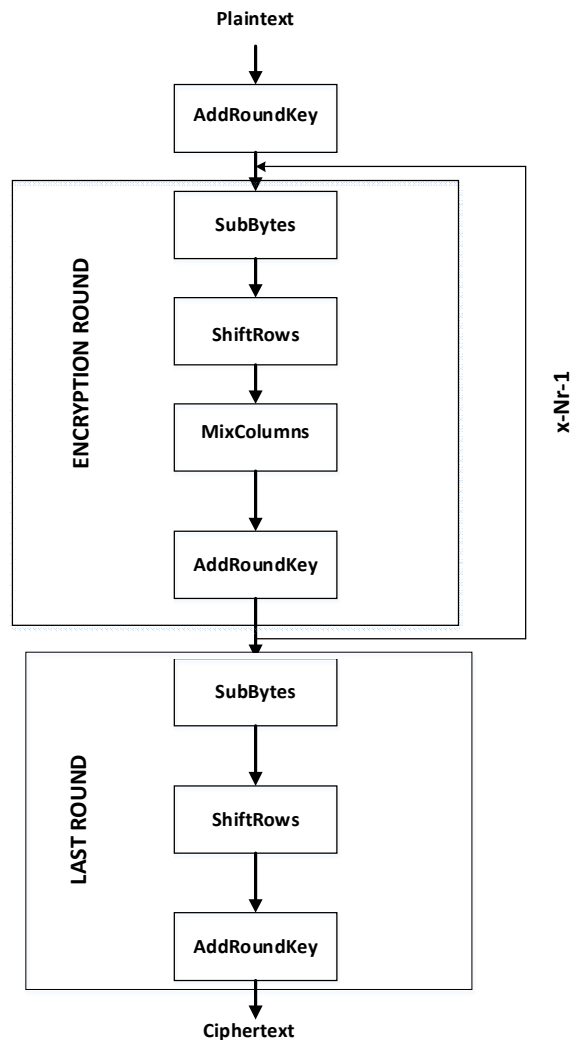 Plaintext
AddRoundKey
ENCRYPTION ROUND
SubBytes
ShiftRows
MixColumns
AddRoundKey
x-Nr-1
LAST ROUND
SubBytes
ShiftRows
AddRoundKey
Ciphertext